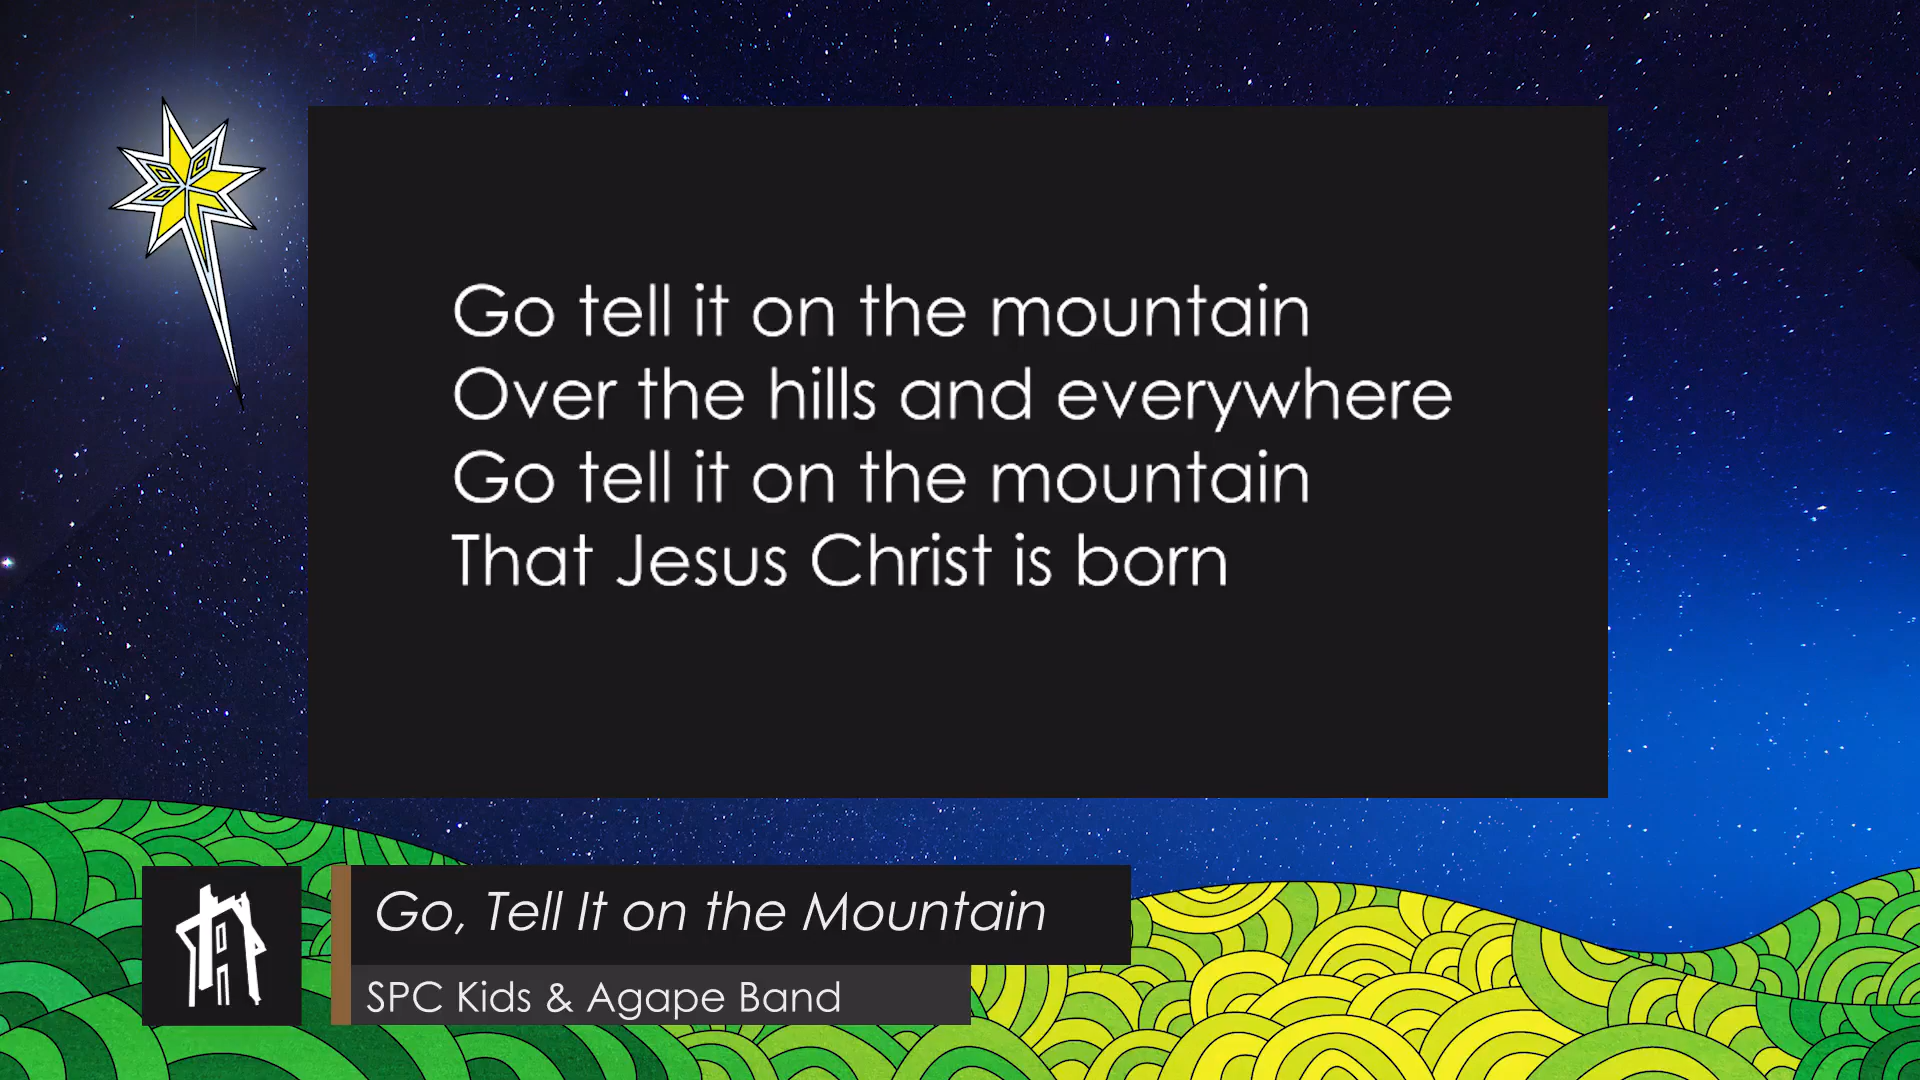 Go tell it on the mountain
Over the hills and everywhere
Go tell it on the mountain
That Jesus Christ is born
Go, Tell It on the Mountain
SPC Kids & Agape Band